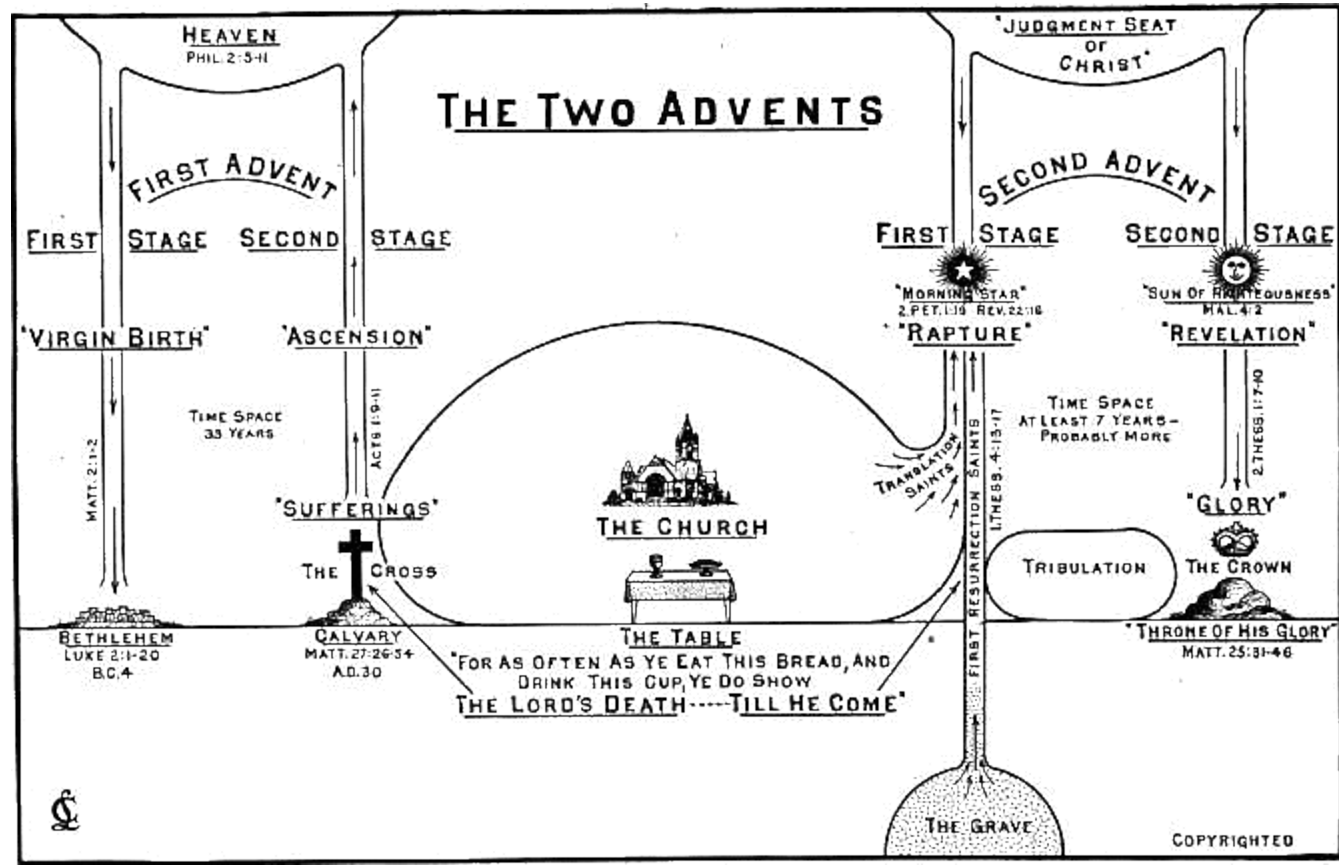 THE TWO ADVENTS
HEAVEN
PHIL. 2:5-11
FIRST ADVENT
FIRST STAGE
SECOND STAGE
"VIRGIN BIRTH"
"ASCENSION"
TIME SPACE
33 YEARS
MATT. 2:1-2
ACTS 1:9-11
"SUFFERINGS"
THE CROSS
BETHLEHEM
LUKE 2:1-20
B.C. 4
CALVARY
MATT. 27:26-54
A.D. 30
THE CHURCH
THE TABLE
"FOR AS OFTEN AS YE EAT THIS BREAD, AND
DRINK THIS CUP, YE DO SHOW
THE LORD'S DEATH-----TILL HE COME"
"JUDGMENT SEAT
OF
CHRIST"
SECOND ADVENT
FIRST STAGE
SECOND STAGE
"MORNING STAR"
2. PET. 1:19 REV. 22:16
"RAPTURE"
"SUN OF RIGHTEOUSNESS"
MAL. 4:2
"REVELATION"
TRANSLATION
SAINTS
1. THESS. 4:13-17
FIRST RESURRECTION SAINTS
TIME SPACE
AT LEAST 7 YEARS-
PROBABLY MORE
2. THESS. 1:7-10
"GLORY"
THE CROWN
TRIBULATION
"THRONE OF HIS GLORY"
MATT. 25:31-46
THE GRAVE
COPYRIGHTED